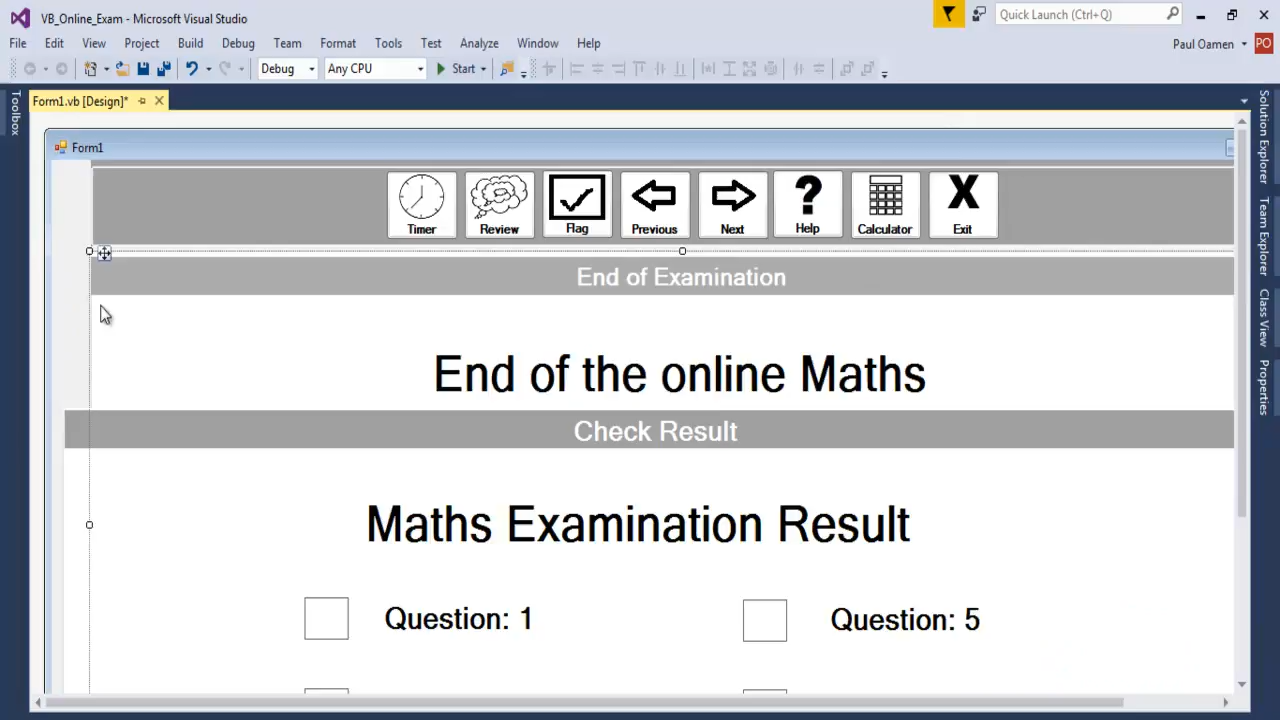 VB_Online_Exam - Microsoft Visual Studio
Quick Launch (Ctrl+Q)
File Edit View Project Build Debug Team Format Tools Test Analyze Window Help
Paul Oamen PO
Debug Any CPU Start
Form1.vb [Design]*
Toolbox
Solution Explorer
Team Explorer
Class View
Properties
Form1
Timer Review Flag Previous Next Help Calculator Exit
End of Examination
End of the online Maths
Check Result
Maths Examination Result
Question: 1 Question: 5